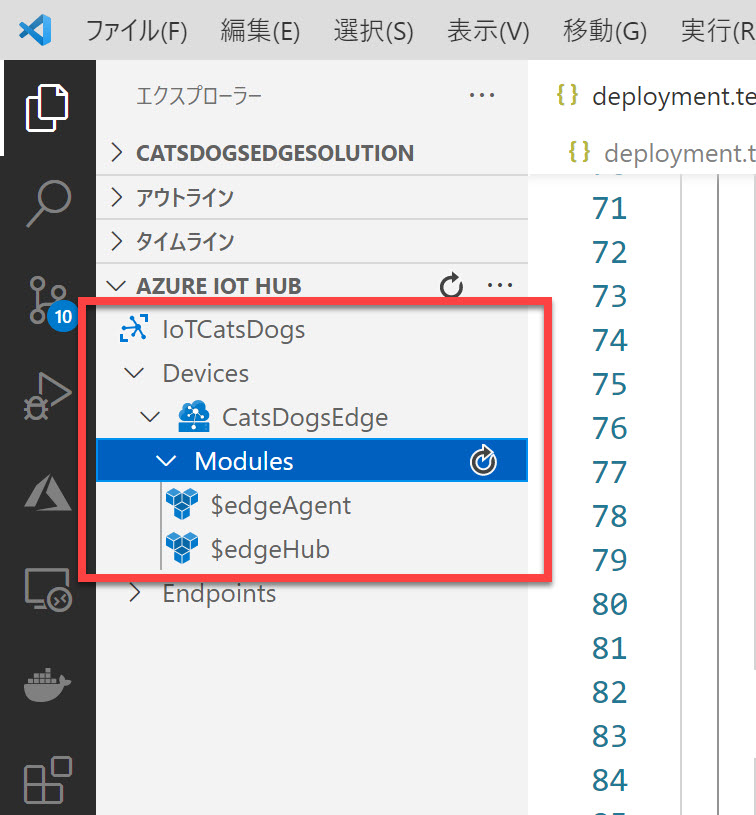 ファイル(F) 編集(E) 選択(S) 表示(V) 移動(G) 実行(R
エクスプローラー
deployment.te
CATSDOGSEDGESOLUTION
deployment.t
アウトライン
71
タイムライン
72
AZURE IOT HUB
73
10
IoTCatsDogs
74
Devices
75
CatsDogsEdge
76
Modules
77
$edgeAgent
78
$edgeHub
79
Endpoints
80
81
82
83
84